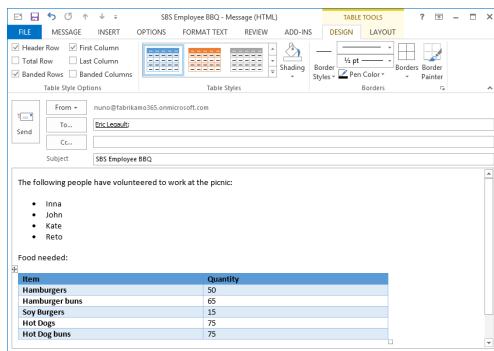 SBS Employee BBQ - Message (HTML)
TABLE TOOLS
?
FILE MESSAGE INSERT OPTIONS FORMAT TEXT REVIEW ADD-INS DESIGN LAYOUT
Header Row First Column
Total Row Last Column
Banded Rows Banded Columns
Table Style Options
Table Styles
Shading
Border Styles
½ pt
Pen Color
Borders
Border Painter
Borders
Send
From nuno@fabrikamo365.onmicrosoft.com
To... Eric Legault;
Cc...
Subject SBS Employee BBQ
The following people have volunteered to work at the picnic:
• Inna
• John
• Kate
• Reto
Food needed:
Item Quantity
Hamburgers 50
Hamburger buns 65
Soy Burgers 15
Hot Dogs 75
Hot Dog buns 75